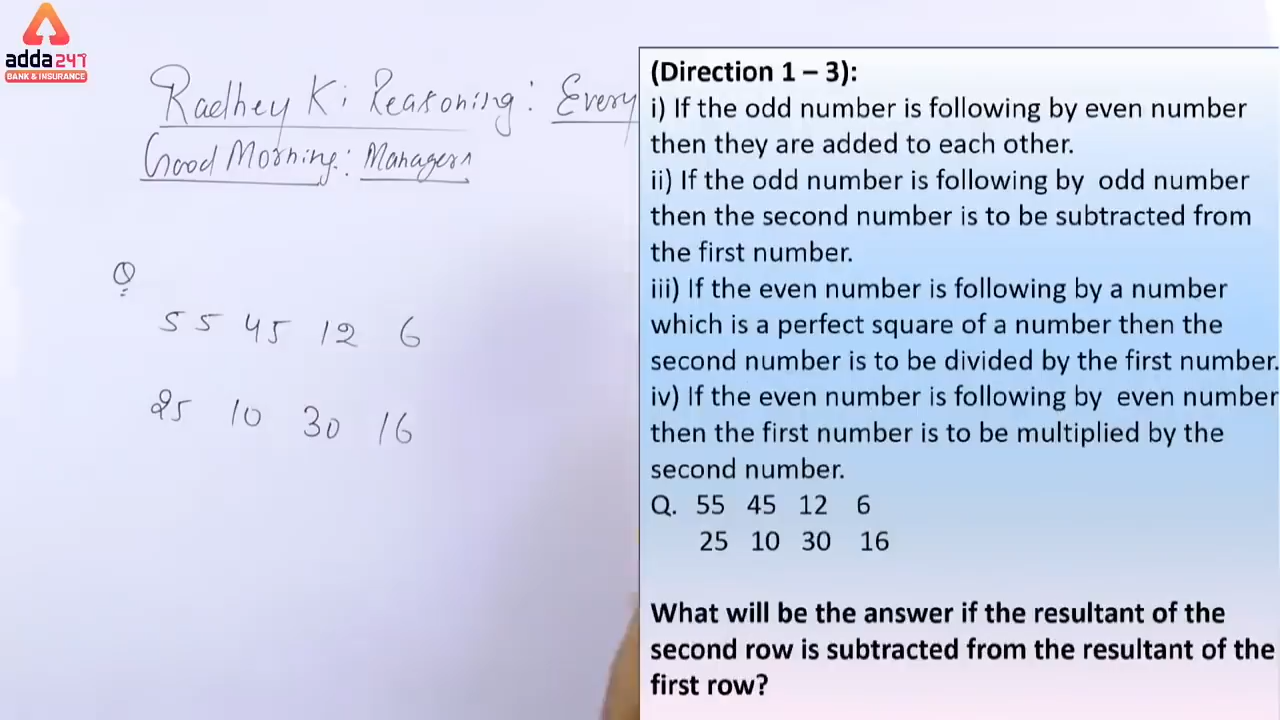 adda247
BANK & INSURANCE
Radhey Ki Reasoning: Every
Good Morning: Managers
Q
55 45 12 6
25 10 30 16
(Direction 1 – 3):
i) If the odd number is following by even number
then they are added to each other.
ii) If the odd number is following by odd number
then the second number is to be subtracted from
the first number.
iii) If the even number is following by a number
which is a perfect square of a number then the
second number is to be divided by the first number.
iv) If the even number is following by even number
then the first number is to be multiplied by the
second number.
Q. 55 45 12 6
25 10 30 16
What will be the answer if the resultant of the
second row is subtracted from the resultant of the
first row?